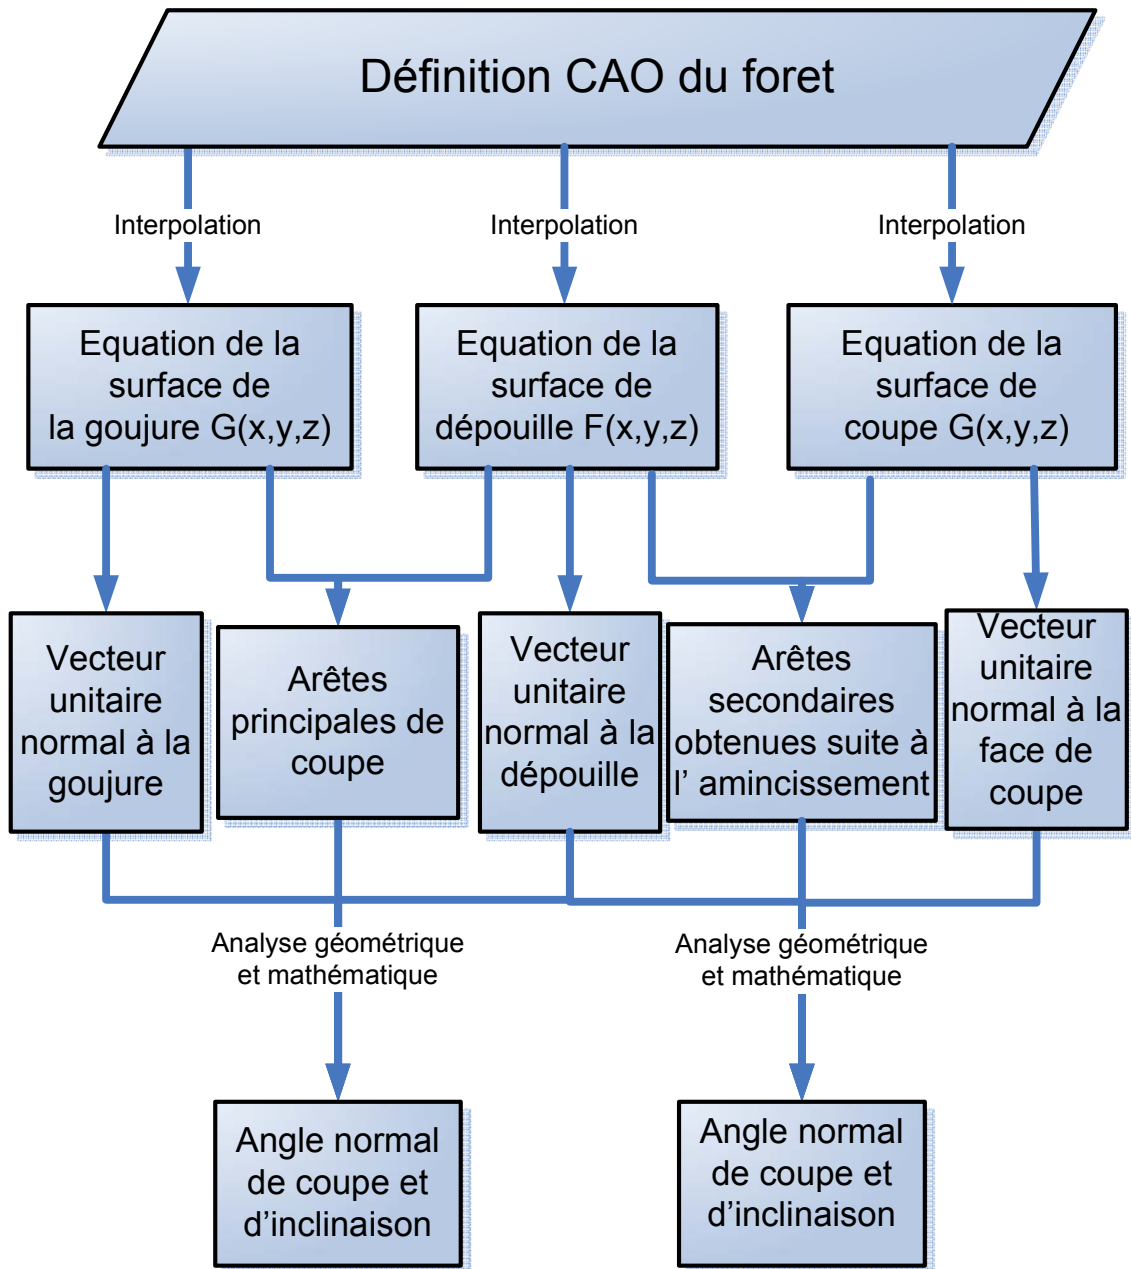 Définition CAO du foret
Interpolation
Interpolation
Interpolation
Equation de la
surface de
la goujure G(x,y,z)
Equation de la
surface de
dépouille F(x,y,z)
Equation de la
surface de
coupe G(x,y,z)
Vecteur
unitaire
normal à la
goujure
Arêtes
principales de
coupe
Vecteur
unitaire
normal à la
dépouille
Arêtes
secondaires
obtenues suite à
l' amincissement
Vecteur
unitaire
normal à la
face de
coupe
Analyse géométrique
et mathématique
Analyse géométrique
et mathématique
Angle normal
de coupe et
d'inclinaison
Angle normal
de coupe et
d'inclinaison